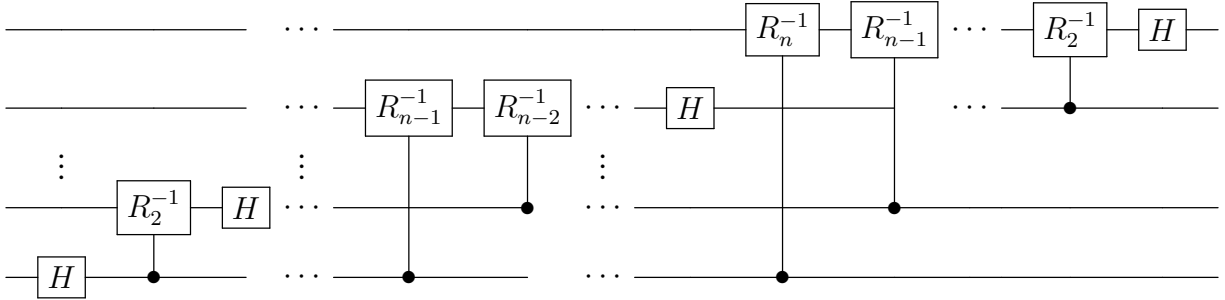 ⋯ R_n^{-1} R_{n-1}^{-1} ⋯ R_2^{-1} H
⋯ R_{n-1}^{-1} R_{n-2}^{-1} ⋯ H ⋯
⋮ ⋮ ⋮
R_2^{-1} H ⋯ ⋯
H ⋯ ⋯